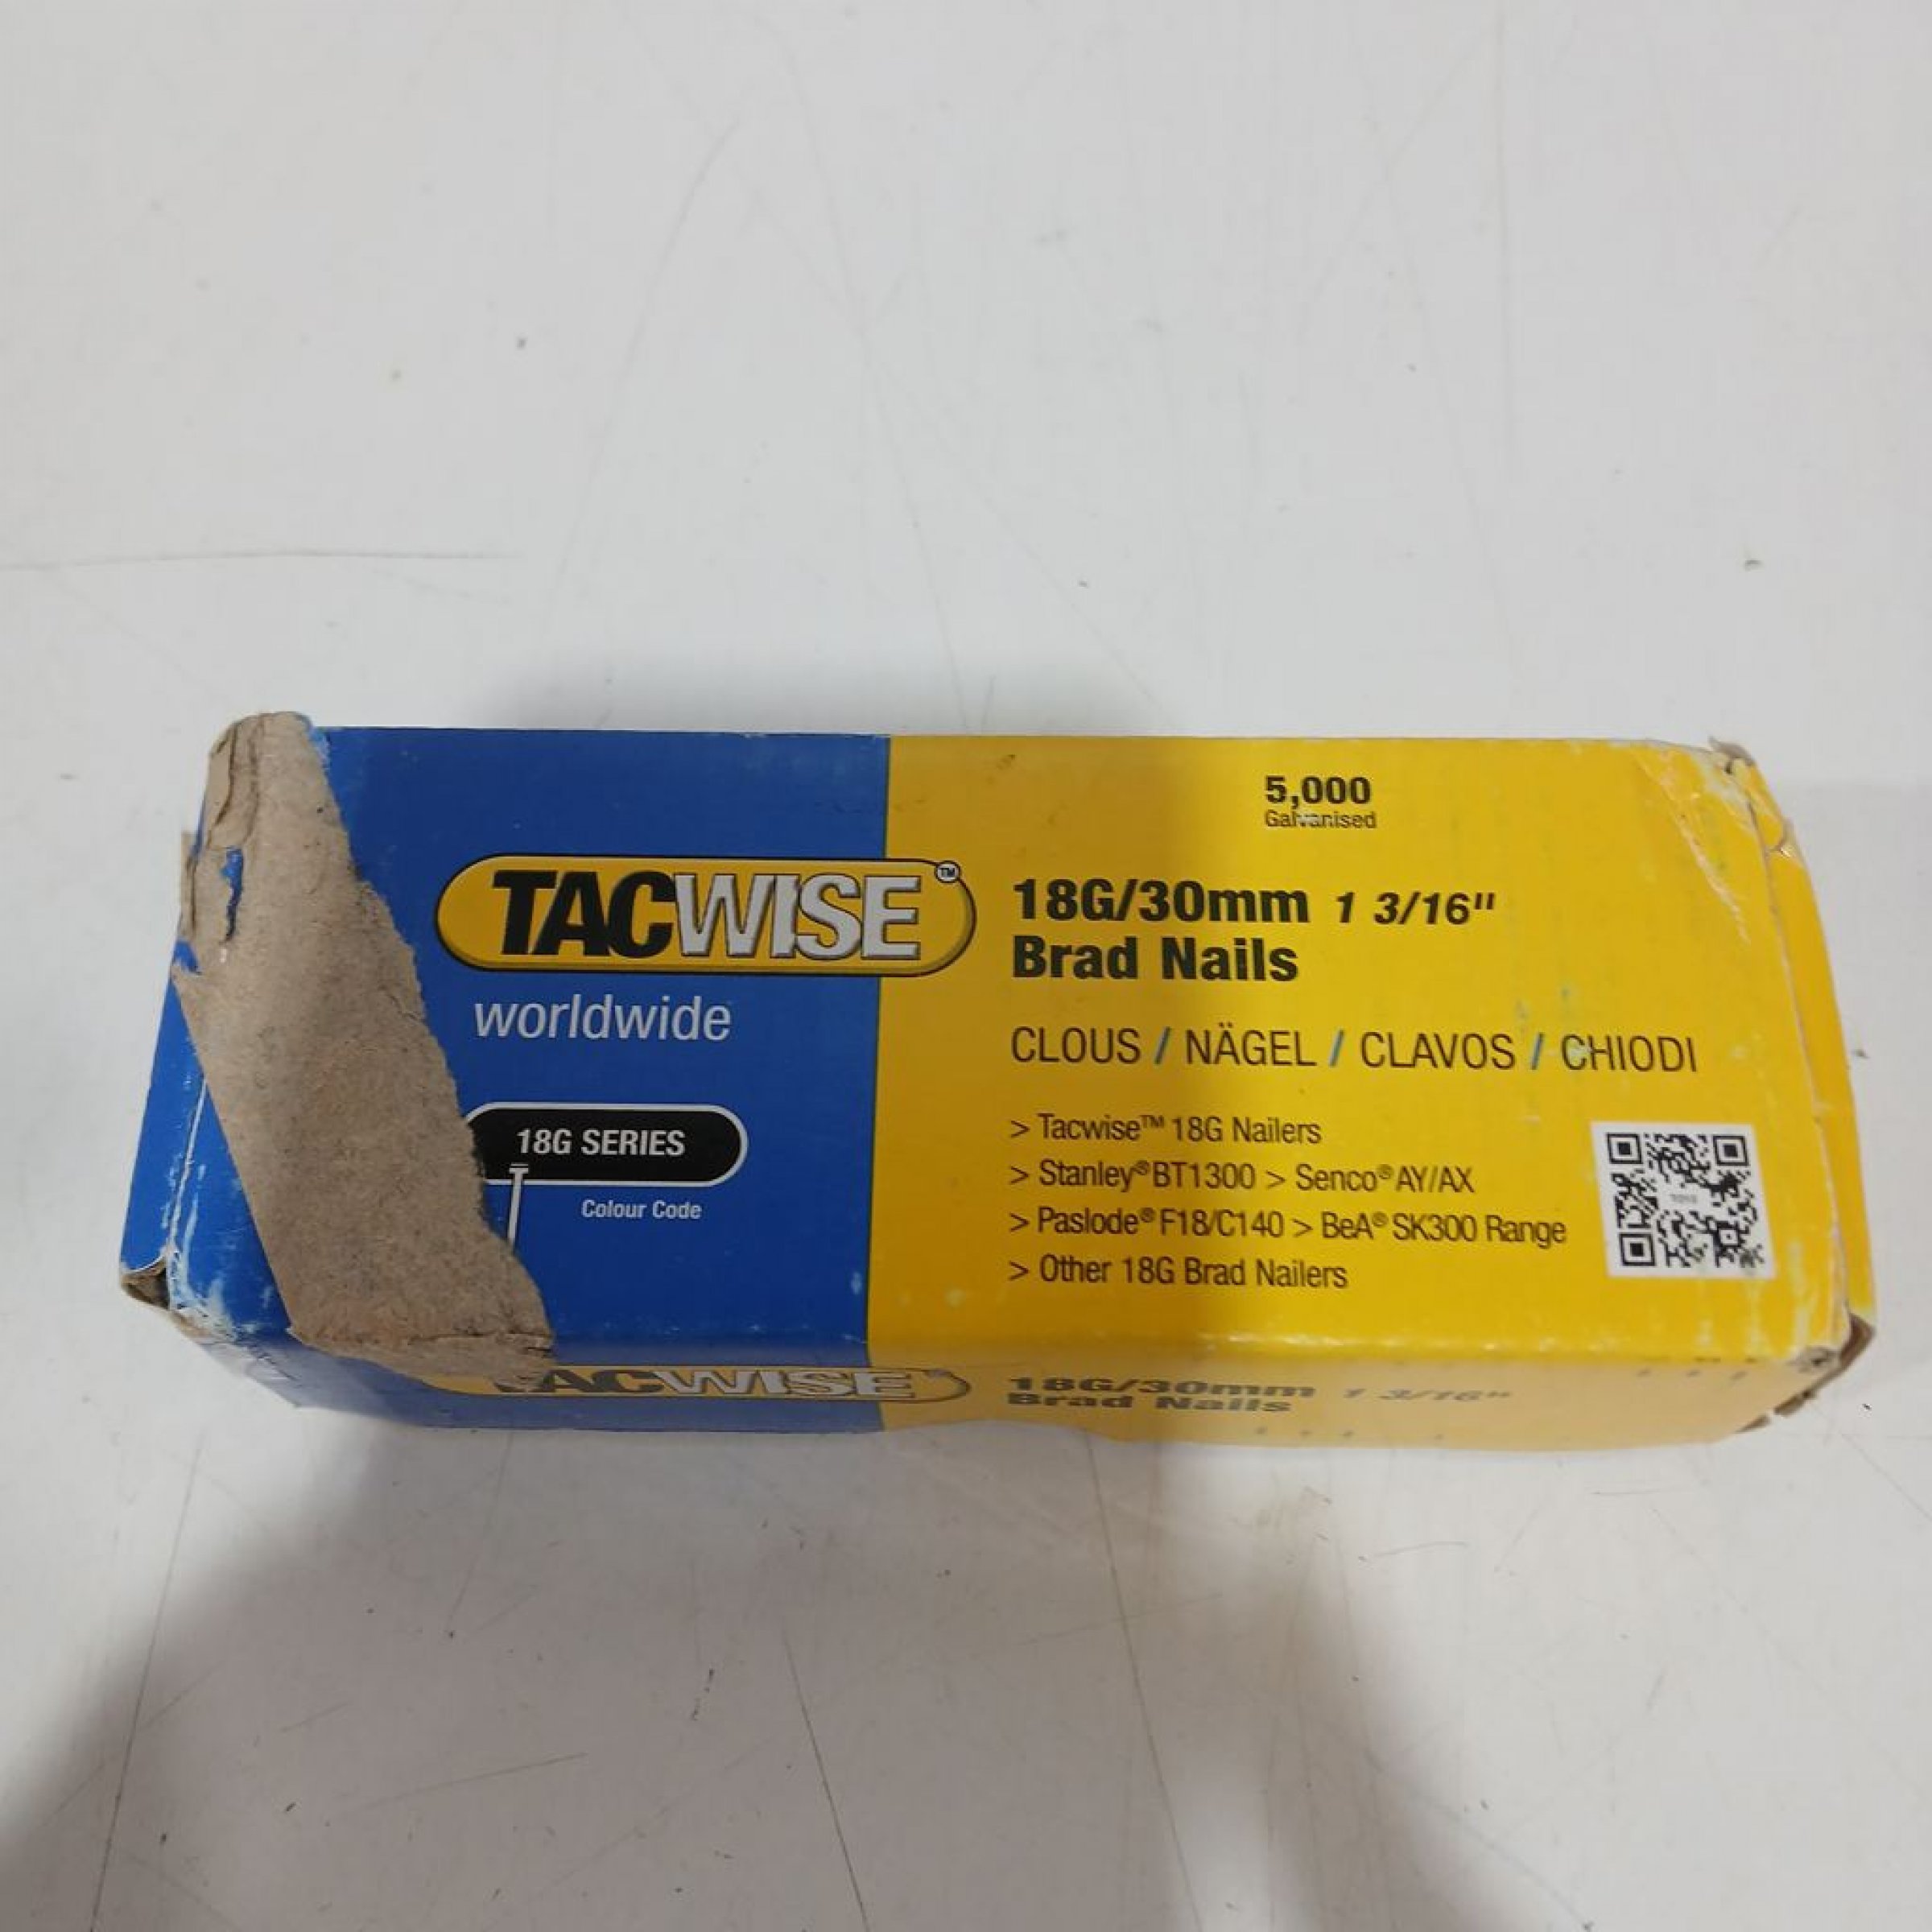 5,000
Galvanised
TACWISE™
worldwide
18G SERIES
Colour Code
18G/30mm 1 3/16"
Brad Nails
CLOUS / NÄGEL / CLAVOS / CHIODI
> Tacwise™ 18G Nailers
> Stanley® BT1300 > Senco® AY/AX
> Paslode® F18/C140 > BeA® SK300 Range
> Other 18G Brad Nailers
TACWISE
18G/30mm 1 3/16"
Brad Nails